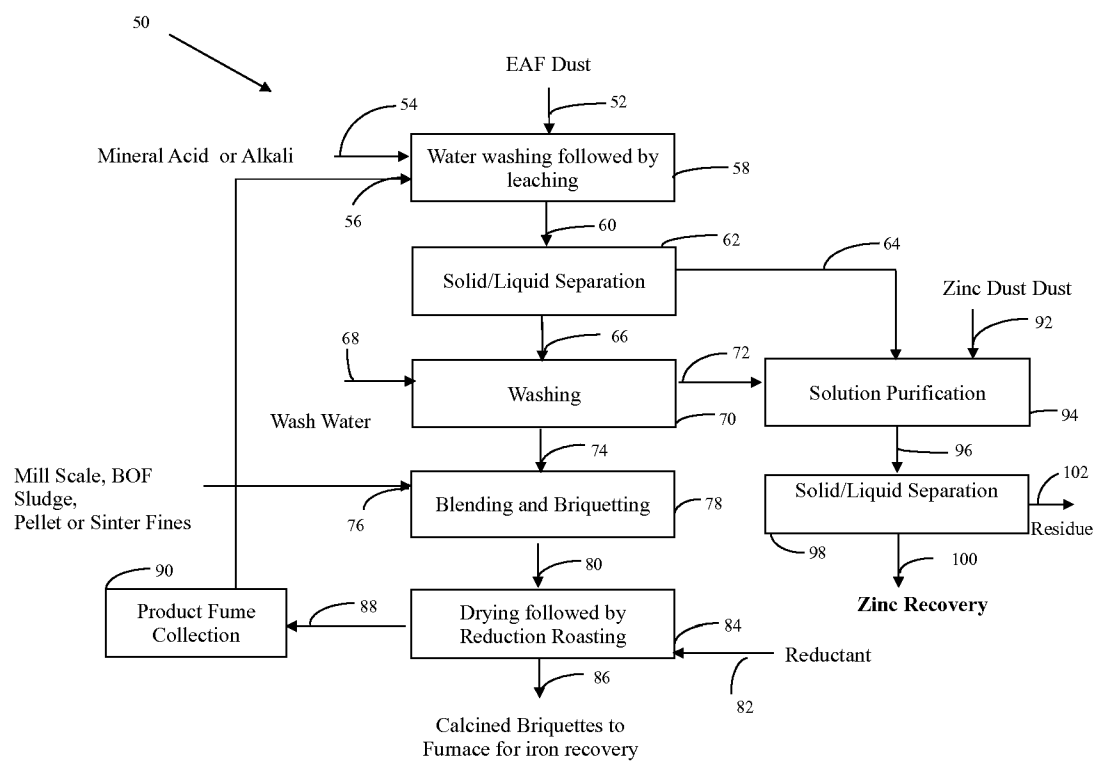 50
EAF Dust
52
54
Mineral Acid  or Alkali
Water washing followed by
leaching
58
56
60
62
64
Solid/Liquid Separation
Zinc Dust Dust
92
66
68
72
Washing
Solution Purification
Wash Water
70
94
74
96
Mill Scale, BOF
Sludge,
Pellet or Sinter Fines
76
Blending and Briquetting
78
Solid/Liquid Separation
102
Residue
98
80
100
Zinc Recovery
90
Product Fume
Collection
88
Drying followed by
Reduction Roasting
84
Reductant
82
86
Calcined Briquettes to
Furnace for iron recovery